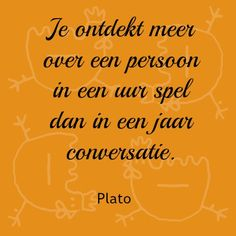 Je ontdekt meer
over een persoon
in een uur spel
dan in een jaar
conversatie.
Plato